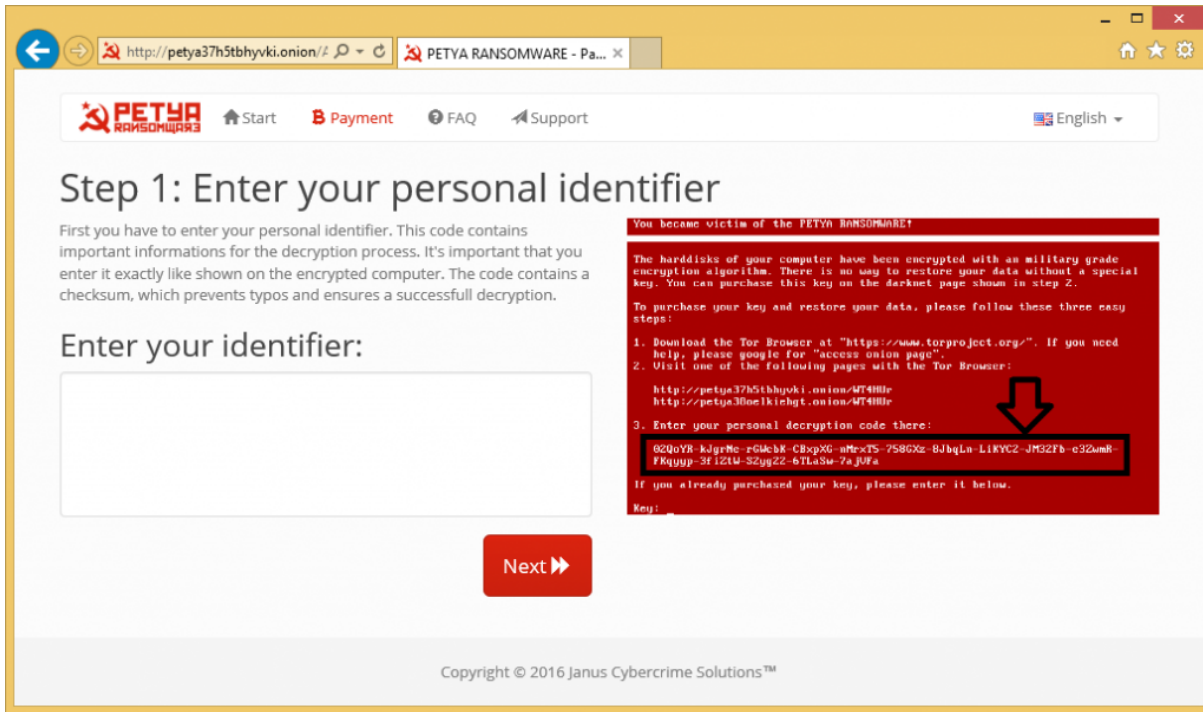 http://petya37h5tbhyvki.onion/
PETYA RANSOMWARE - Pa...
PETYA
RANSOMWARE
Start
Payment
FAQ
Support
English
Step 1: Enter your personal identifier
First you have to enter your personal identifier. This code contains
important informations for the decryption process. It's important that you
enter it exactly like shown on the encrypted computer. The code contains a
checksum, which prevents typos and ensures a successfull decryption.
Enter your identifier:
Next
You became victim of the PETYA RANSOMWARE!
The harddisks of your computer have been encrypted with an military grade
encryption algorithm. There is no way to restore your data without a special
key. You can purchase this key on the darknet page shown in step 2.
To purchase your key and restore your data, please follow these three easy
steps:
1. Download the Tor Browser at "https://www.torproject.org/". If you need
help, please google for "access onion page".
2. Visit one of the following pages with the Tor Browser:
http://petya37h5tbhyvki.onion/WT4HUr
http://petya38oelkiehgt.onion/WT4HUr
3. Enter your personal decryption code there:
If you already purchased your key, please enter it below.
Key: _
Copyright © 2016 Janus Cybercrime Solutions™